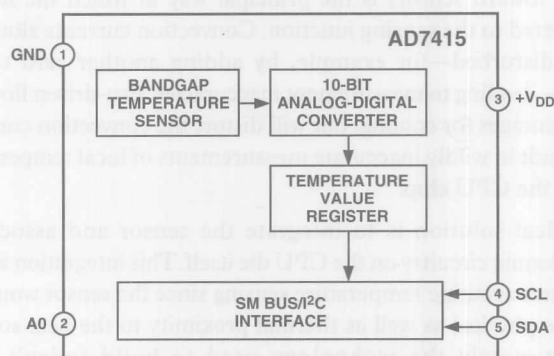 AD7415
GND 1
BANDGAP
TEMPERATURE
SENSOR
10-BIT
ANALOG-DIGITAL
CONVERTER
3 +VDD
TEMPERATURE
VALUE
REGISTER
SM BUS/I2C
INTERFACE
A0 2
4 SCL
5 SDA